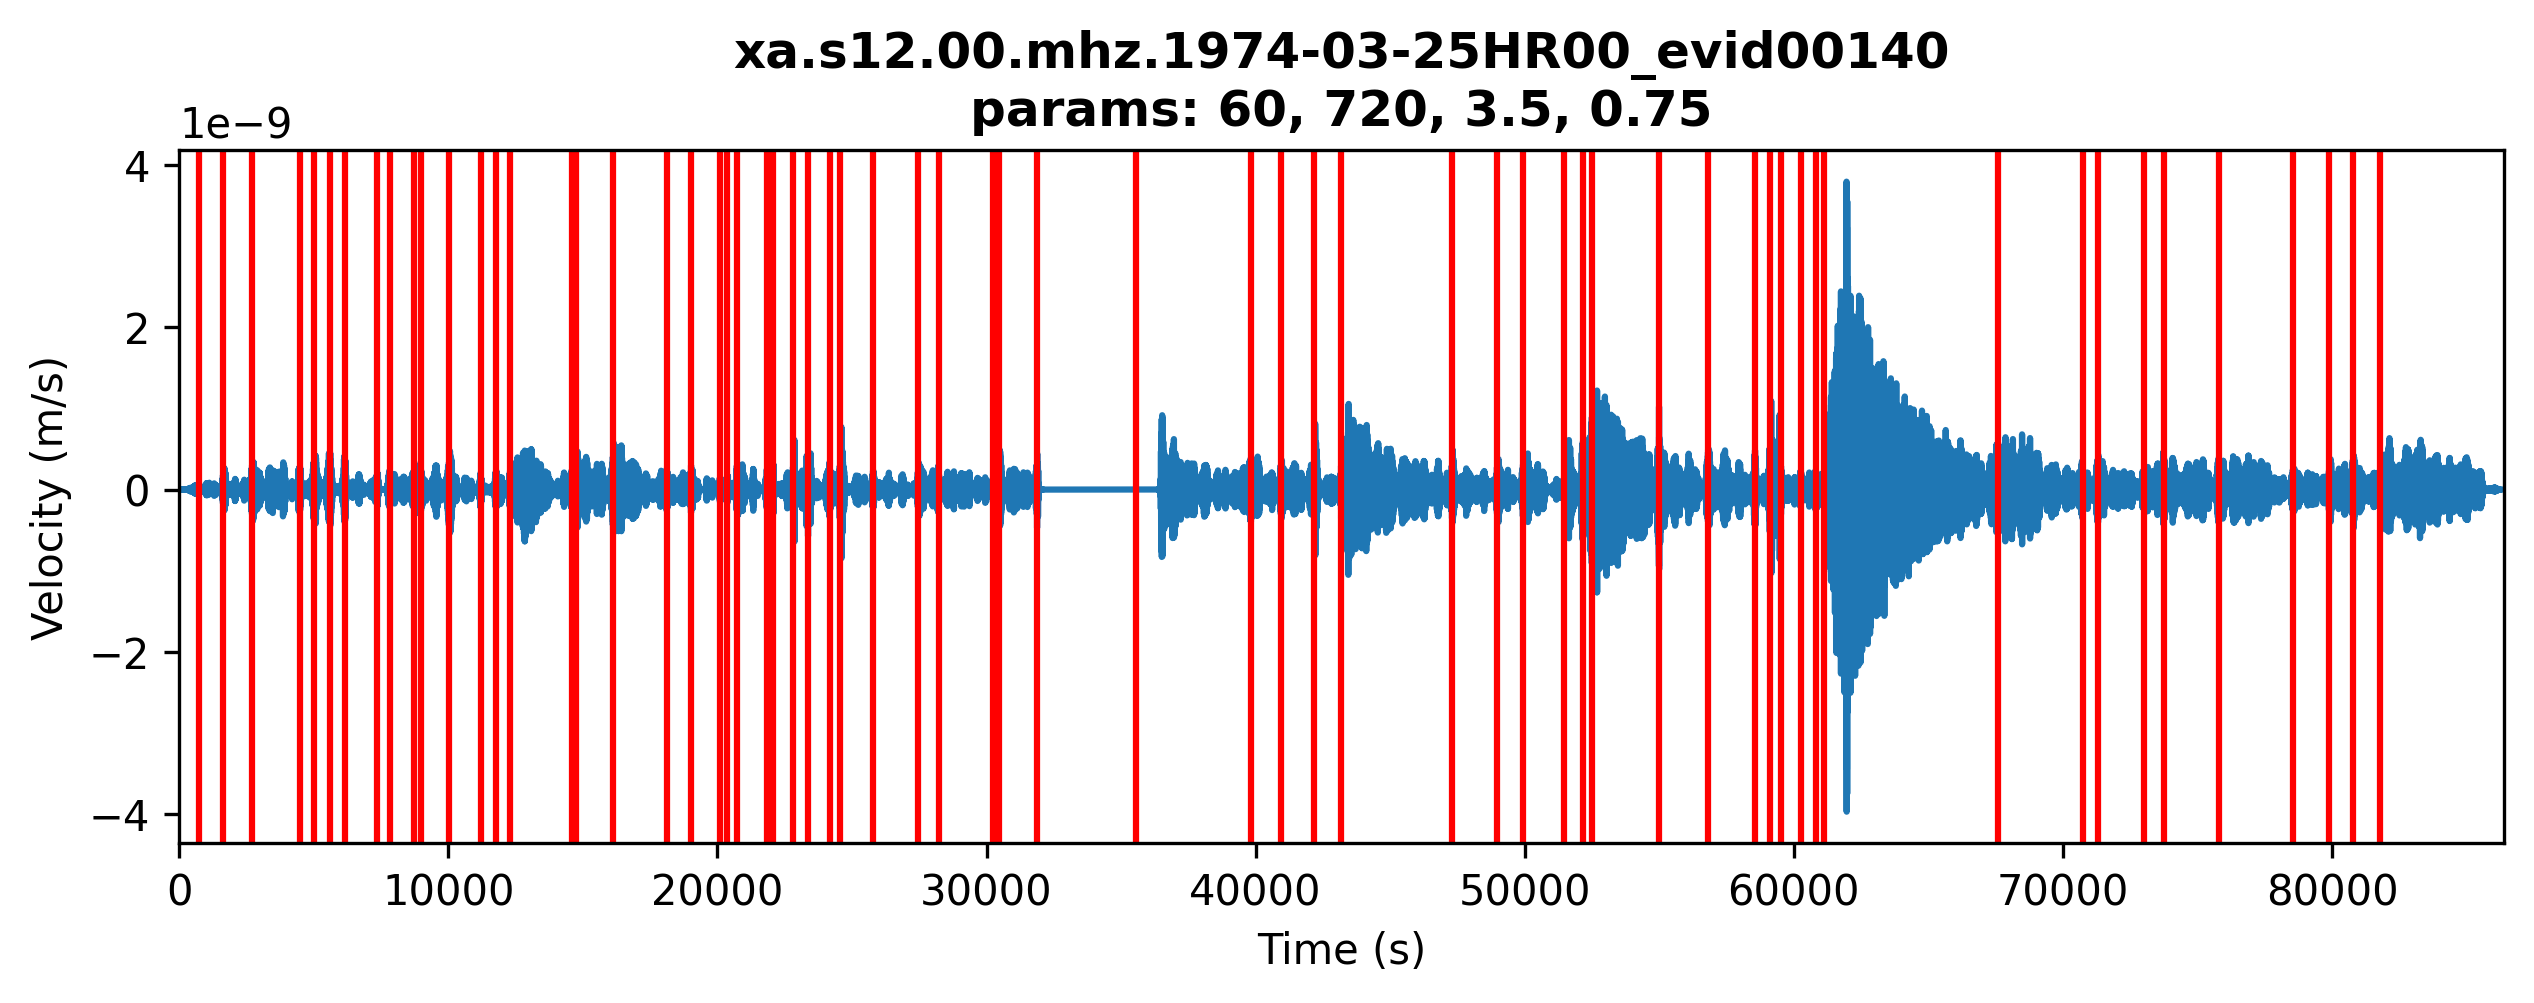 xa.s12.00.mhz.1974-03-25HR00_evid00140
params: 60, 720, 3.5, 0.75
1e−9
4
2
0
−2
−4
Velocity (m/s)
0 10000 20000 30000 40000 50000 60000 70000 80000
Time (s)